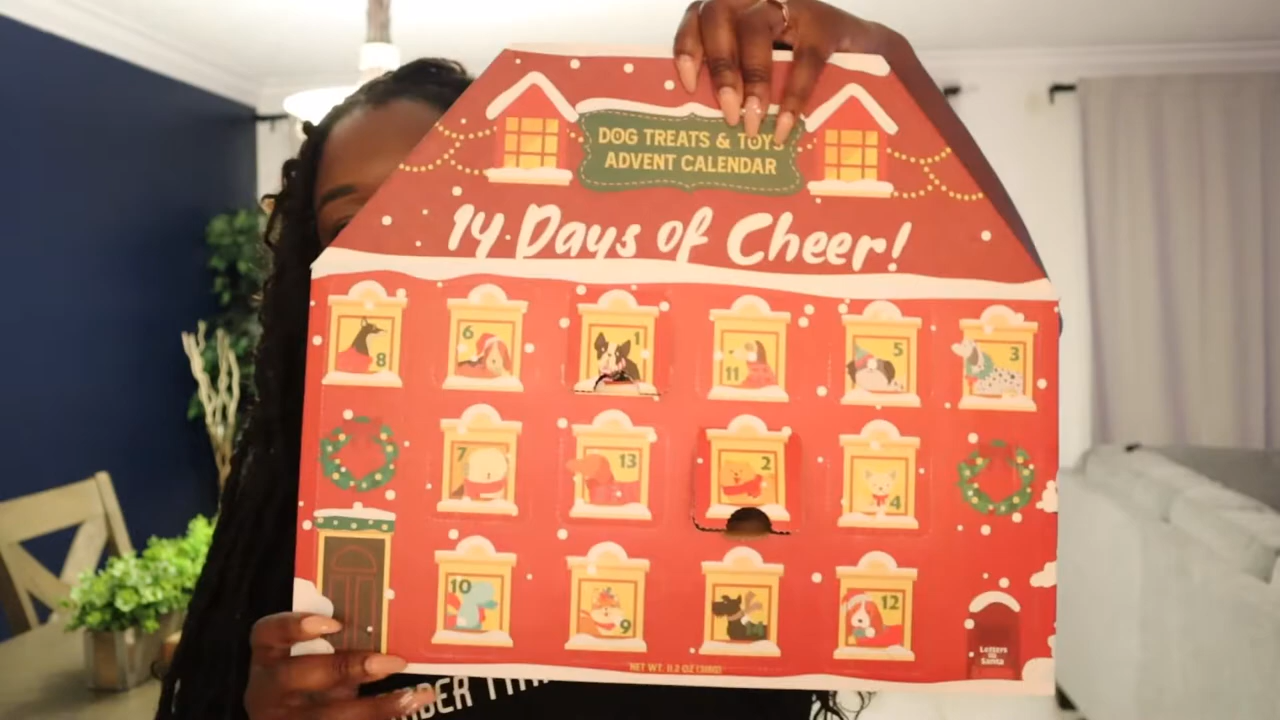 DOG TREATS & TOYS
ADVENT CALENDAR
14 Days of Cheer!
8 6 1 11 5 3
7 13 2 4
10 9 12
Letters
to
Santa
NET WT. 11.2 OZ (318G)